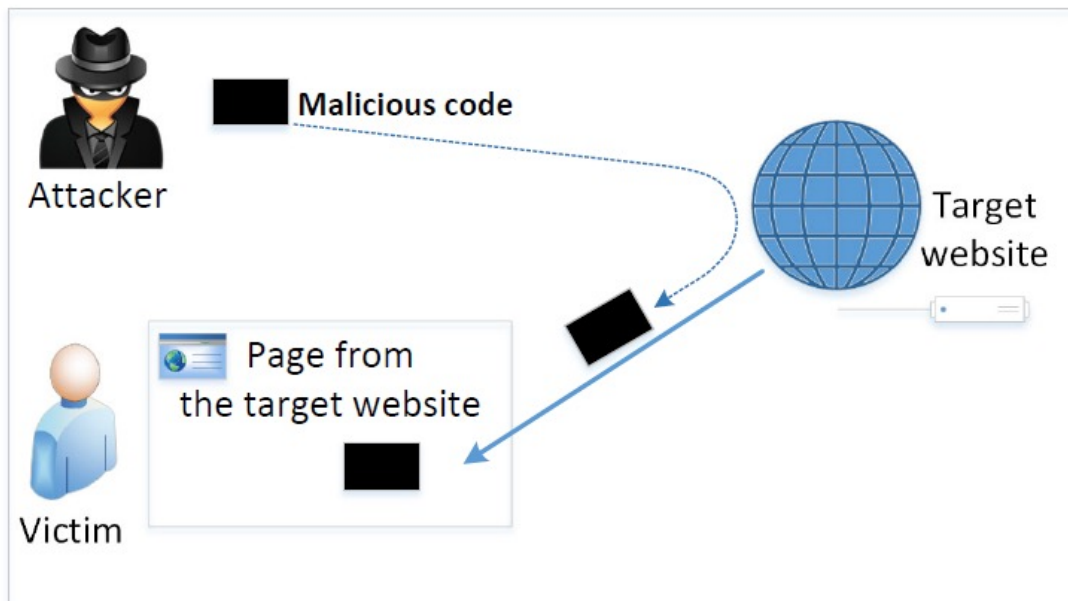 Malicious code
Attacker
Target
website
Page from
the target website
Victim